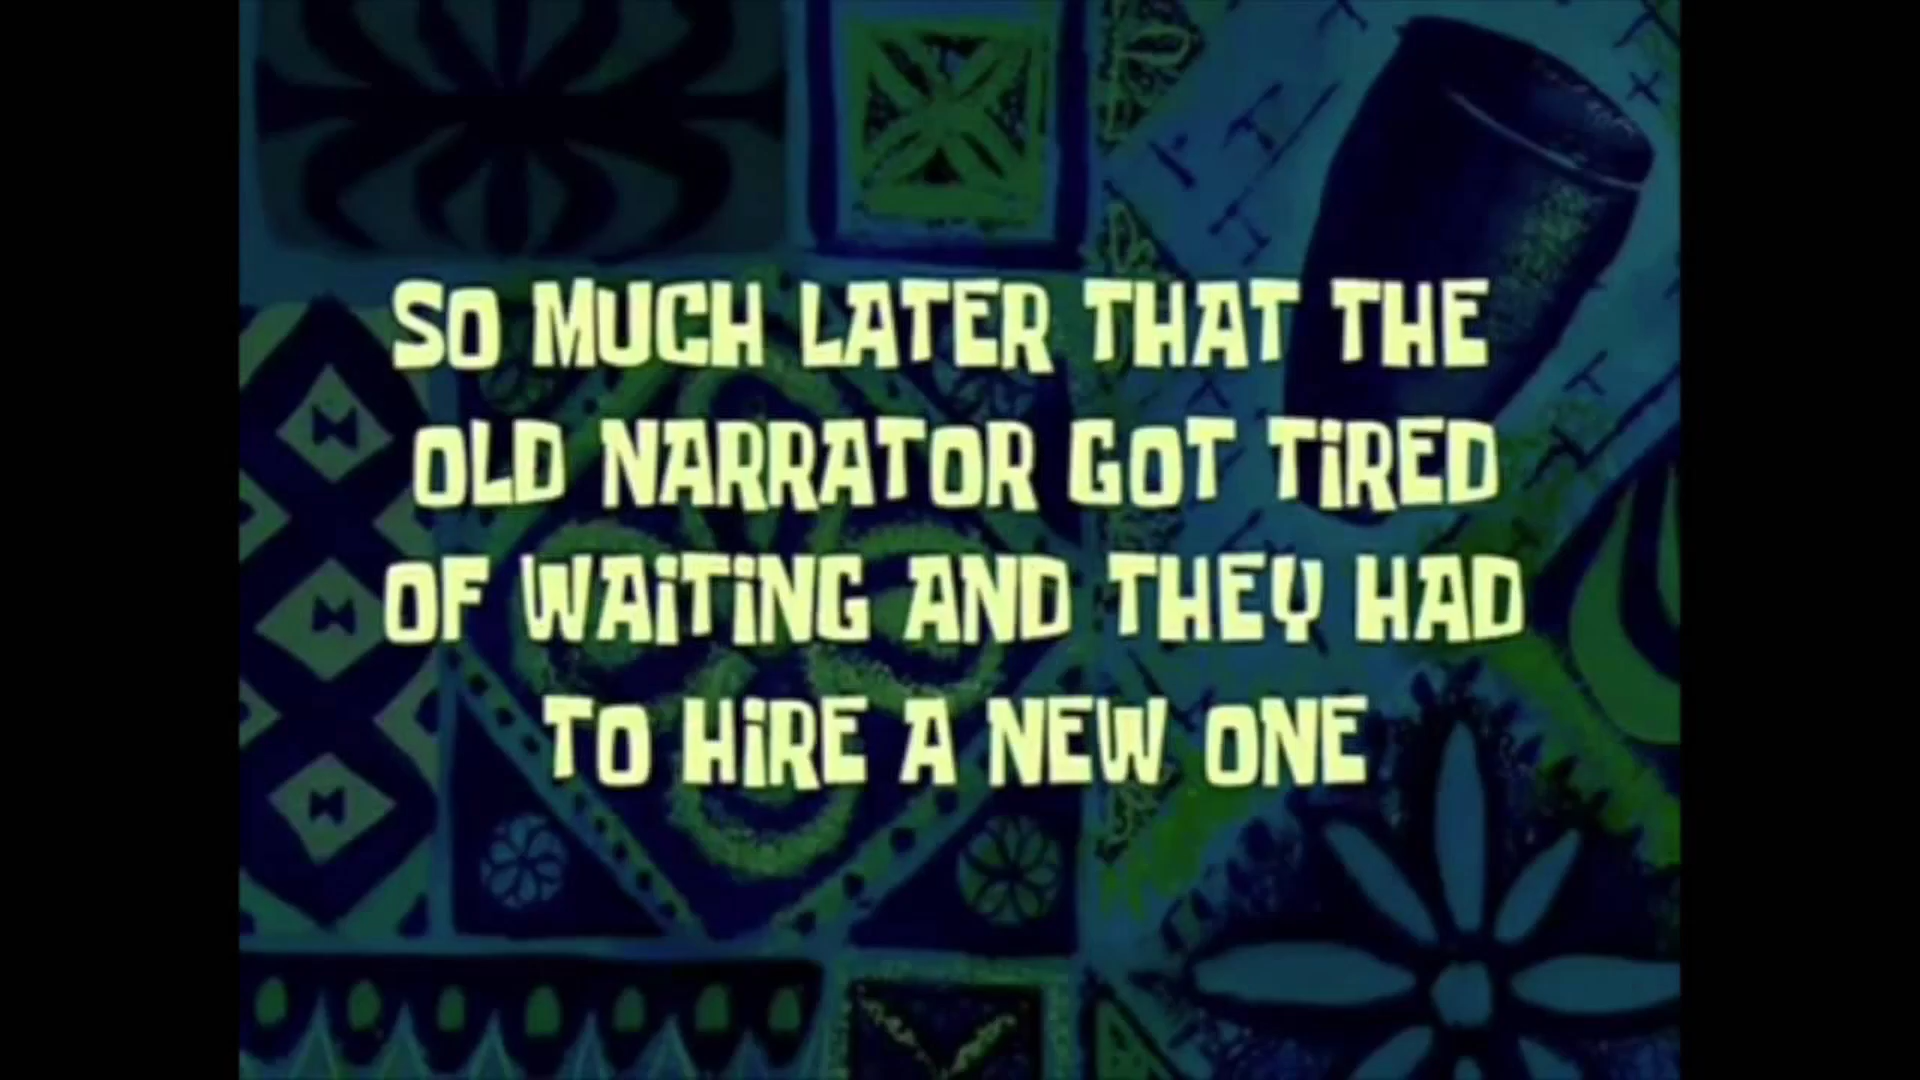 SO MUCH LATER THAT THE
OLD NARRATOR GOT TiRED
OF WAiTiNG AND THEY HAD
TO HiRE A NEW ONE